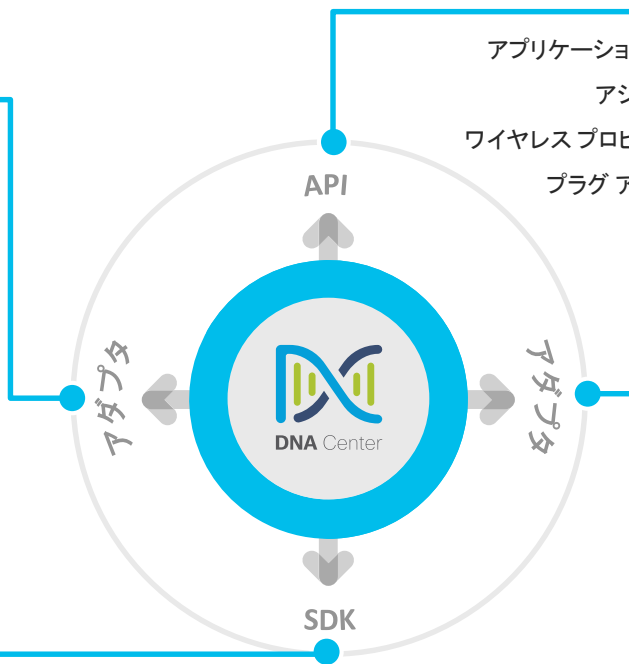 アプリケーショ
アシ
ワイヤレス プロビ
プラグ ア
API
アダプタ
アダプタ
DNA Center
SDK